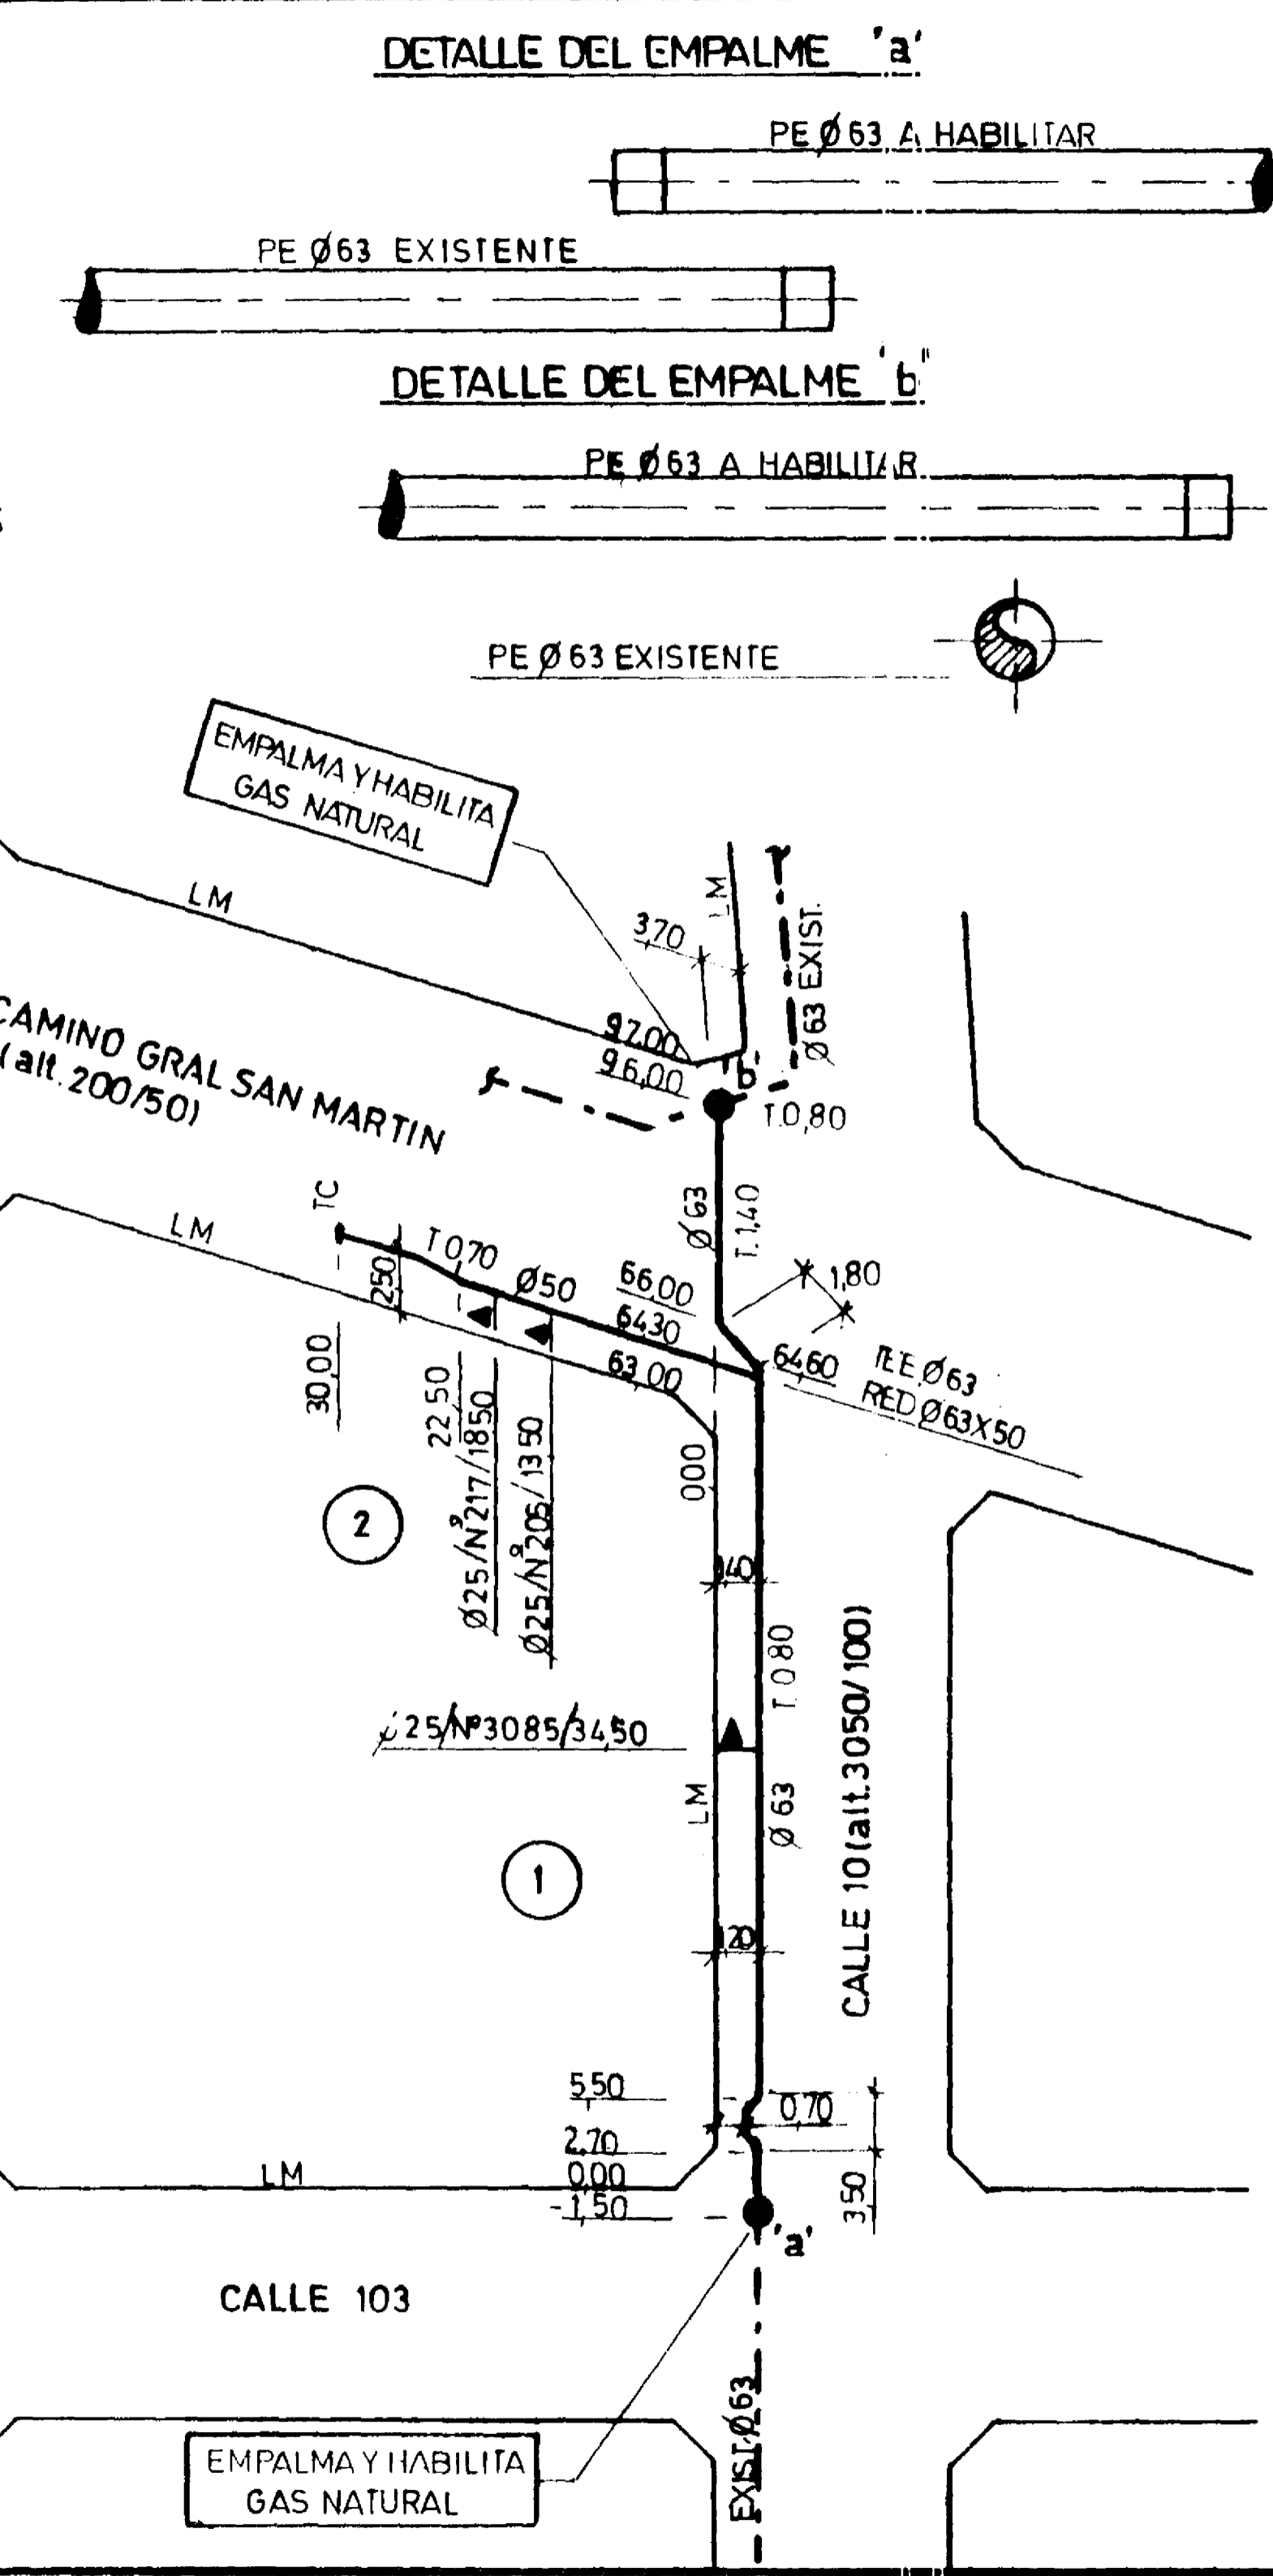 DETALLE DEL EMPALME 'a'
PE Ø63 A HABILITAR
PE Ø63 EXISTENTE
DETALLE DEL EMPALME 'b'
PE Ø63 A HABILITAR
PE Ø63 EXISTENTE
EMPALMA Y HABILITA
GAS NATURAL
LM
LM
3,70
Ø63 EXIST.
97,00
96,00
'b'
T.0,80
CAMINO GRAL SAN MARTIN
(alt. 200/50)
TC
LM
T 0,70
2,50
Ø50
Ø63
T. 1,40
66,00
64,30
63,00
1,80
64,60
TEE Ø63
RED Ø63X50
30,00
22,50
Ø25/Nº217/18,50
Ø25/Nº205/13,50
0,00
2
1,40
T. 0,80
CALLE 10 (alt. 3050/100)
Ø25/Nº3085/34,50
LM
Ø63
1
1,20
5,50
0,70
2,70
0,00
-1,50
3,50
LM
'a'
CALLE 103
EXIST. Ø63
EMPALMA Y HABILITA
GAS NATURAL